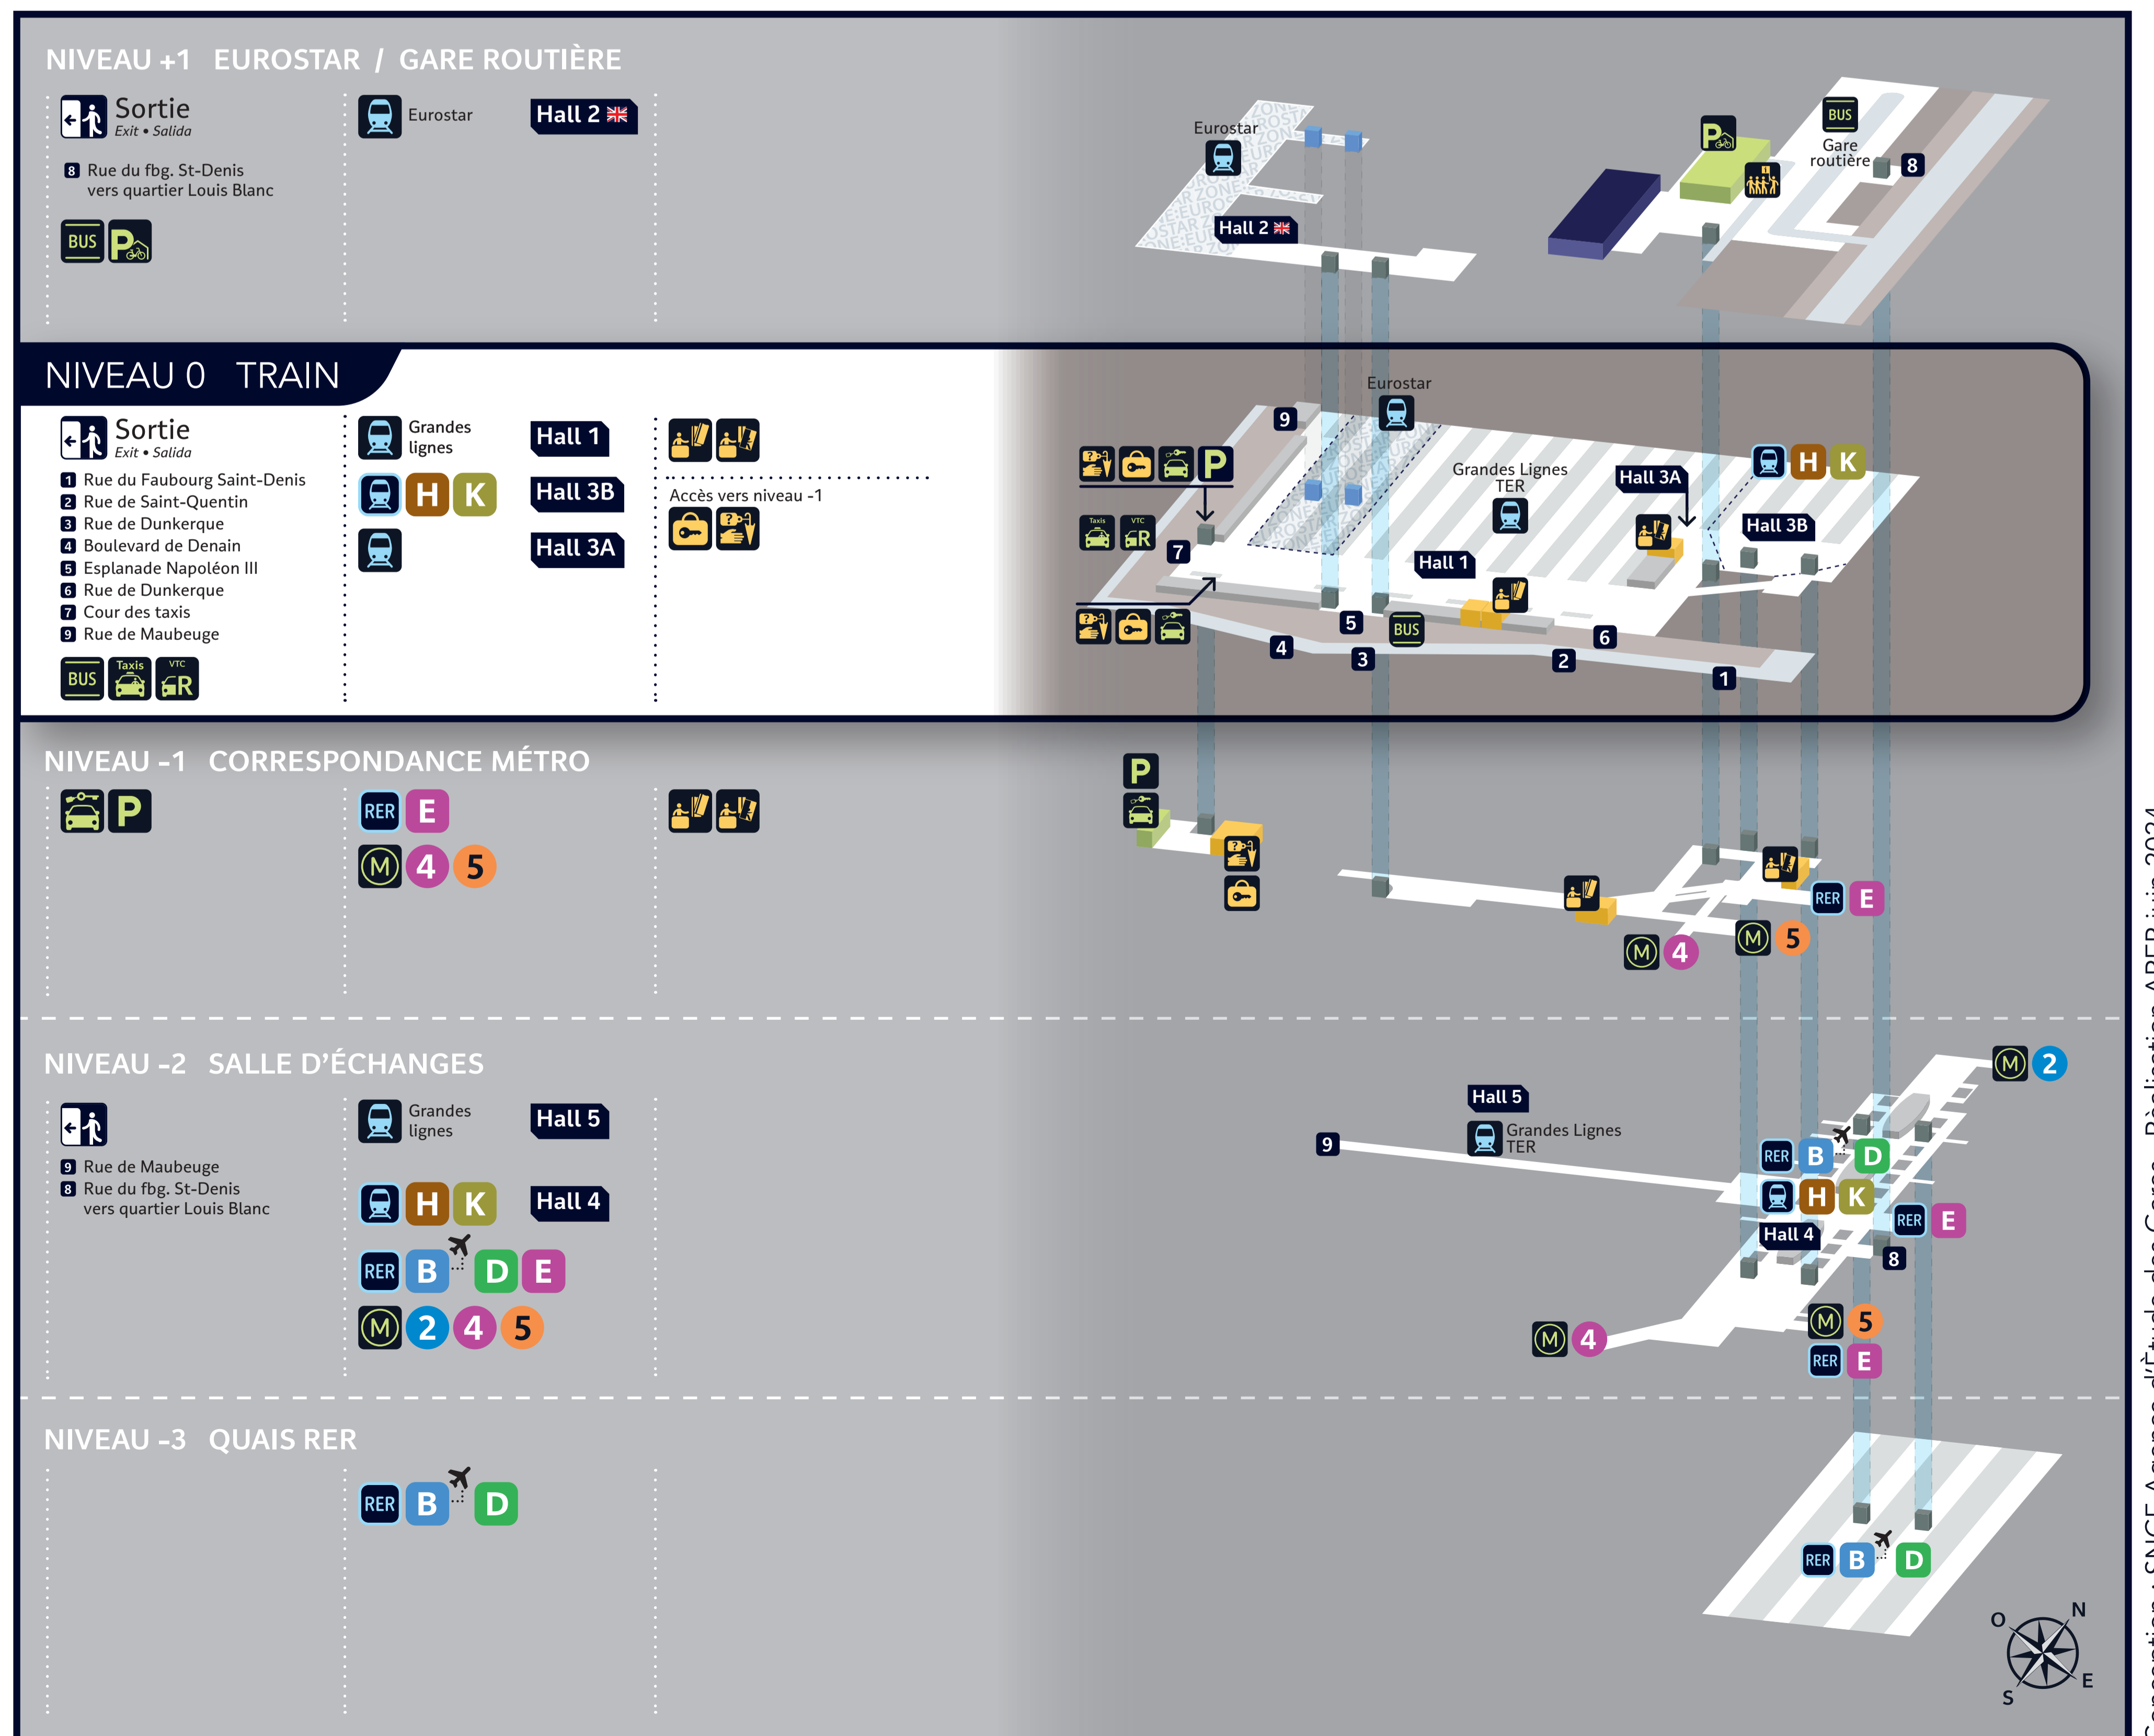 NIVEAU +1 EUROSTAR / GARE ROUTIÈRE
Sortie
Exit • Salida
8 Rue du fbg. St-Denis
vers quartier Louis Blanc
BUS P
Eurostar
Hall 2
Eurostar
Hall 2
P
BUS
Gare
routière
8
NIVEAU 0 TRAIN
Sortie
Exit • Salida
1 Rue du Faubourg Saint-Denis
2 Rue de Saint-Quentin
3 Rue de Dunkerque
4 Boulevard de Denain
5 Esplanade Napoléon III
6 Rue de Dunkerque
7 Cour des taxis
9 Rue de Maubeuge
BUS Taxis VTC R
Grandes
lignes
Hall 1
H K Hall 3B
Hall 3A
Accès vers niveau -1
Eurostar
9
P
Grandes Lignes
TER
Hall 3A
H K
Hall 3B
Taxis VTC R
7
Hall 1
5
BUS
6
4
3
2
1
NIVEAU -1 CORRESPONDANCE MÉTRO
P
RER E
M 4 5
P
RER E
M 4
M 5
NIVEAU -2 SALLE D'ÉCHANGES
9 Rue de Maubeuge
8 Rue du fbg. St-Denis
vers quartier Louis Blanc
Grandes
lignes
Hall 5
H K Hall 4
RER B D E
M 2 4 5
M 2
Hall 5
Grandes Lignes
TER
9
RER B D
H K
RER E
Hall 4
8
M 4
M 5
RER E
NIVEAU -3 QUAIS RER
RER B D
RER B D
N
O
E
S